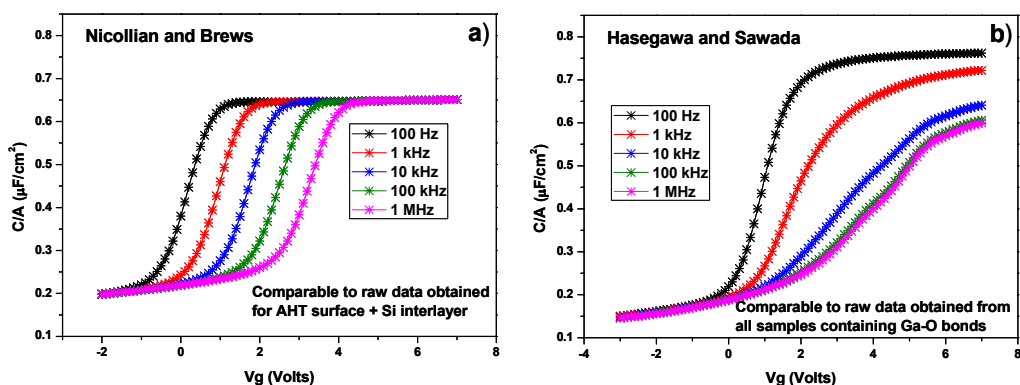 Nicollian and Brews
a)
C/A (µF/cm²)
0.8
0.7
0.6
0.5
0.4
0.3
0.2
0.1
100 Hz
1 kHz
10 kHz
100 kHz
1 MHz
Comparable to raw data obtained
for AHT surface + Si interlayer
-2 0 2 4 6 8
Vg (Volts)
Hasegawa and Sawada
b)
C/A (µF/cm²)
0.8
0.7
0.6
0.5
0.4
0.3
0.2
0.1
100 Hz
1 kHz
10 kHz
100 kHz
1 MHz
Comparable to raw data obtained from
all samples containing Ga-O bonds
-4 -2 0 2 4 6 8
Vg (Volts)